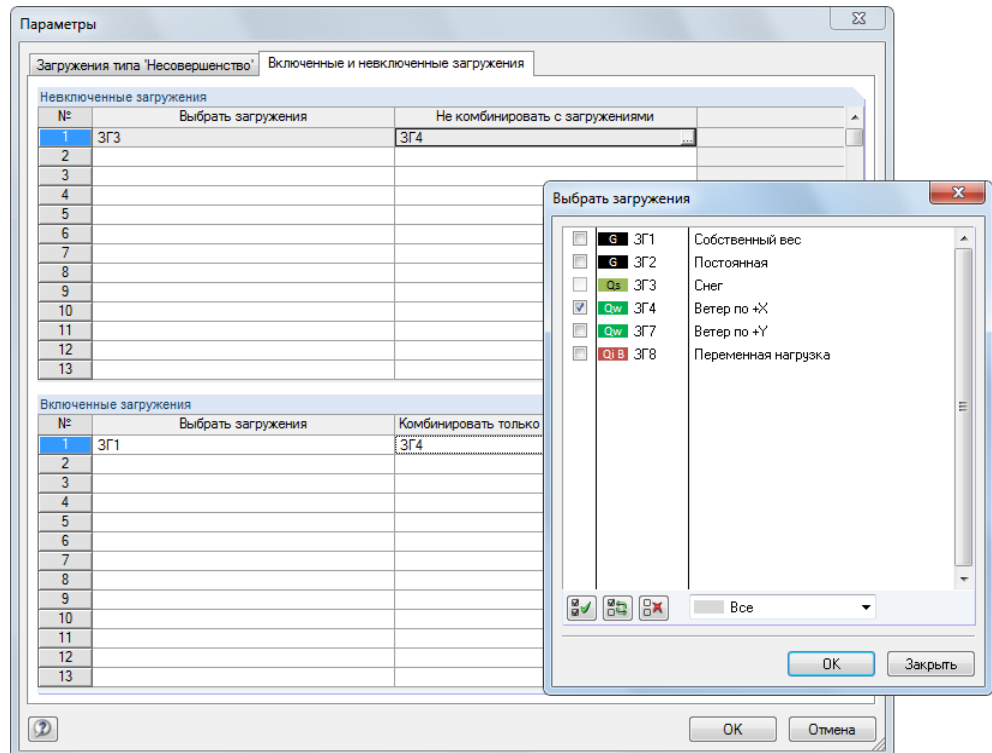 Параметры
Загружения типа 'Несовершенство' Включенные и невключенные загружения
Невключенные загружения
№ Выбрать загружения Не комбинировать с загружениями
1 ЗГ3 ЗГ4 ...
2
3
4
5
6
7
8
9
10
11
12
13
Включенные загружения
№ Выбрать загружения Комбинировать только
1 ЗГ1 ЗГ4
2
3
4
5
6
7
8
9
10
11
12
13
OK Отмена
Выбрать загружения
G ЗГ1 Собственный вес
G ЗГ2 Постоянная
Qs ЗГ3 Снег
Qw ЗГ4 Ветер по +X
Qw ЗГ7 Ветер по +Y
Qi B ЗГ8 Переменная нагрузка
Все
OK Закрыть